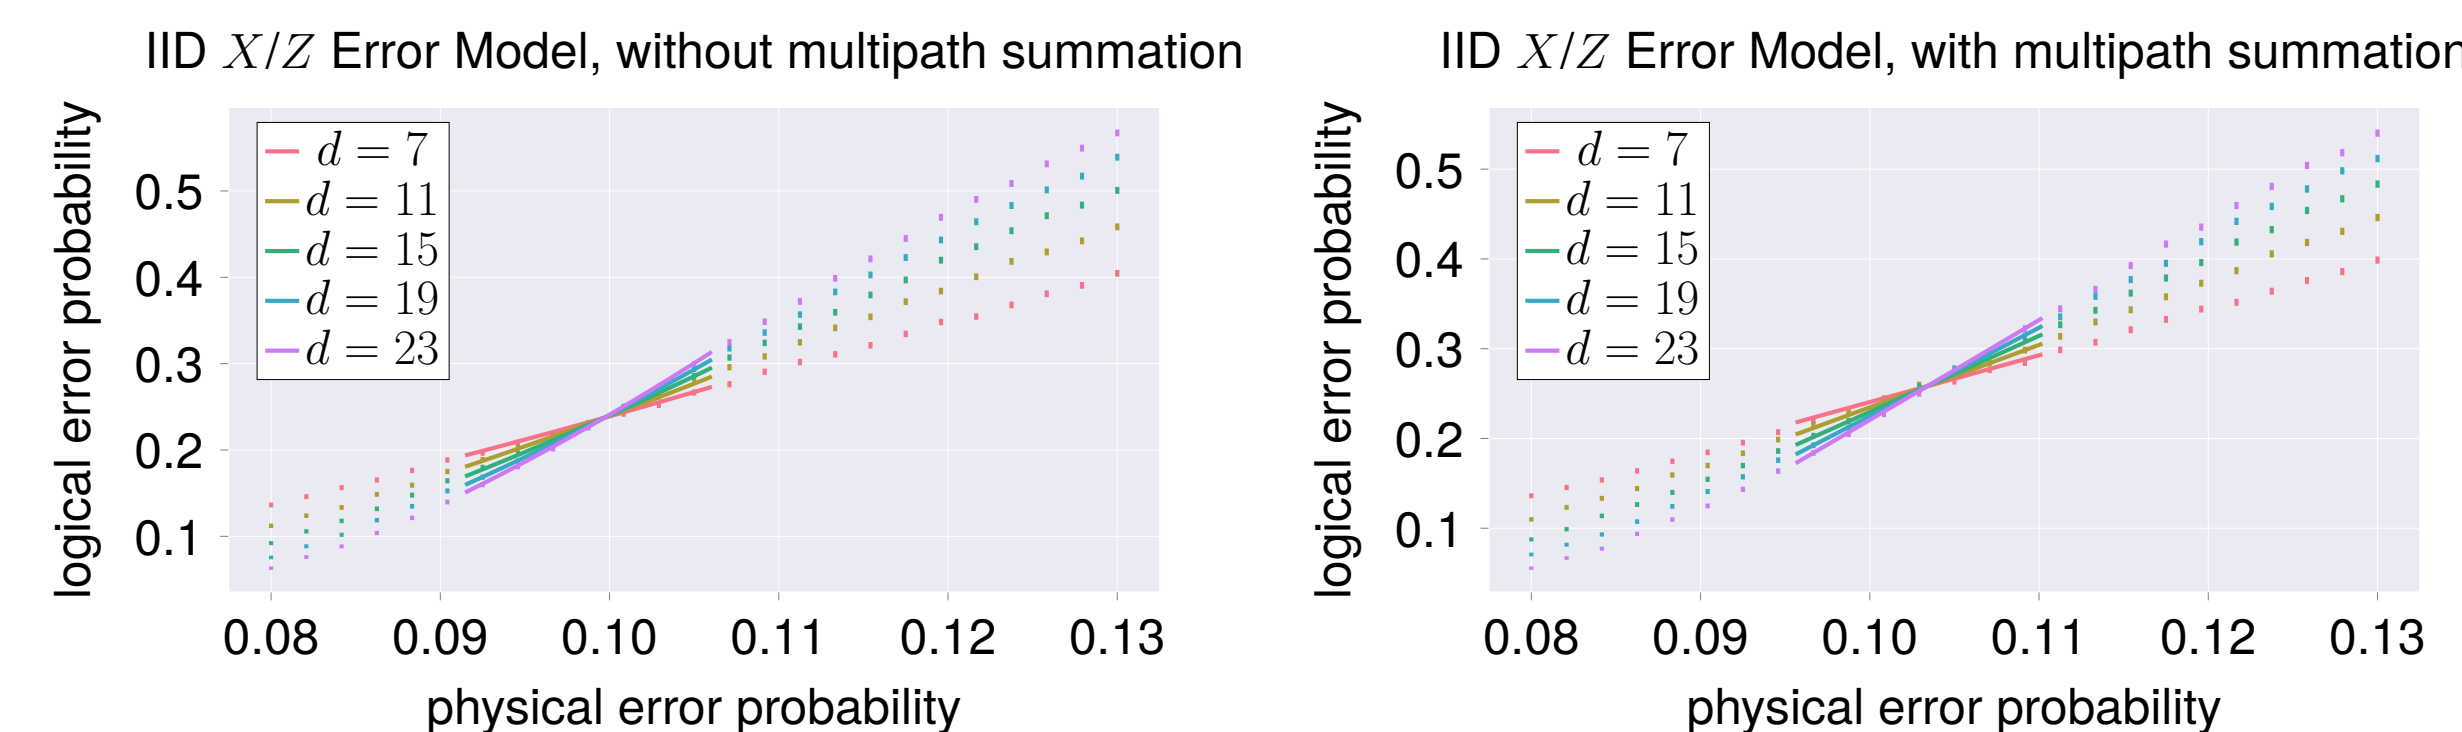 IID X/Z Error Model, without multipath summation
logical error probability
d = 7
d = 11
d = 15
d = 19
d = 23
0.5
0.4
0.3
0.2
0.1
0.08 0.09 0.10 0.11 0.12 0.13
physical error probability
IID X/Z Error Model, with multipath summation
logical error probability
d = 7
d = 11
d = 15
d = 19
d = 23
0.5
0.4
0.3
0.2
0.1
0.08 0.09 0.10 0.11 0.12 0.13
physical error probability